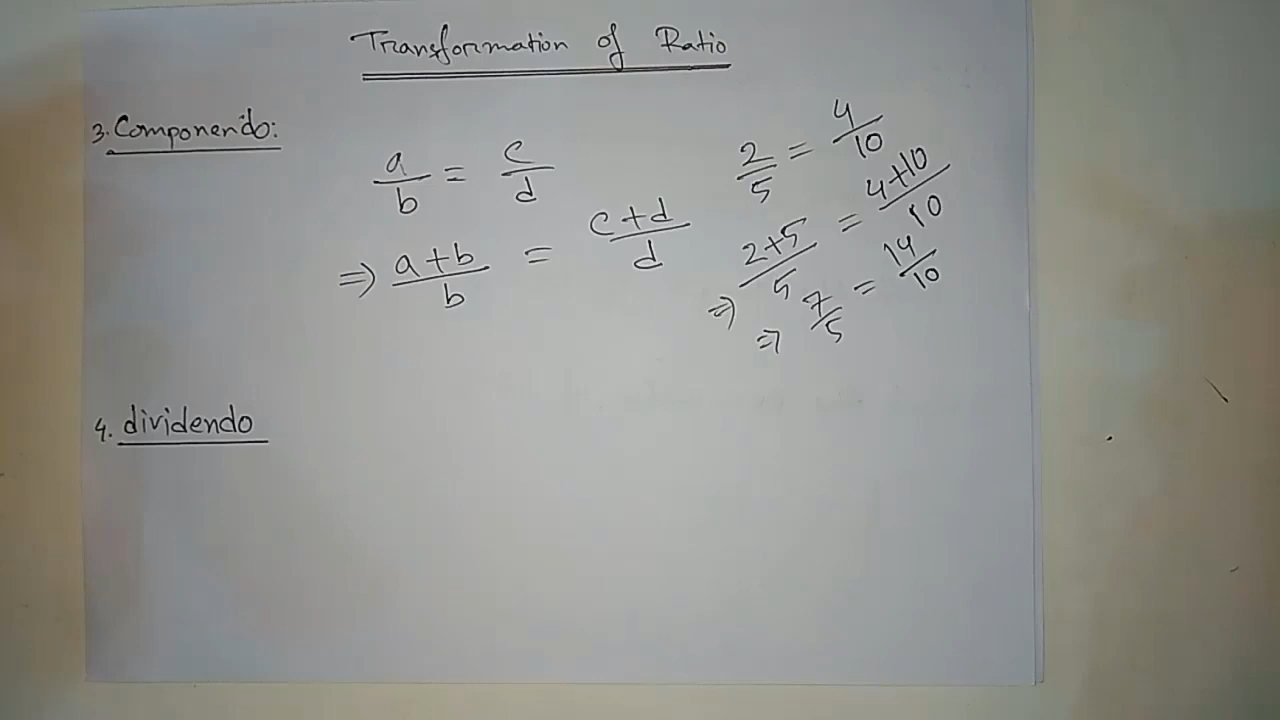 Transformation of Ratio
3. Componendo:
a/b = c/d
⇒ a+b/b = c+d/d
2/5 = 4/10
⇒ 2+5/5 = 4+10/10
⇒ 7/5 = 14/10
4. dividendo